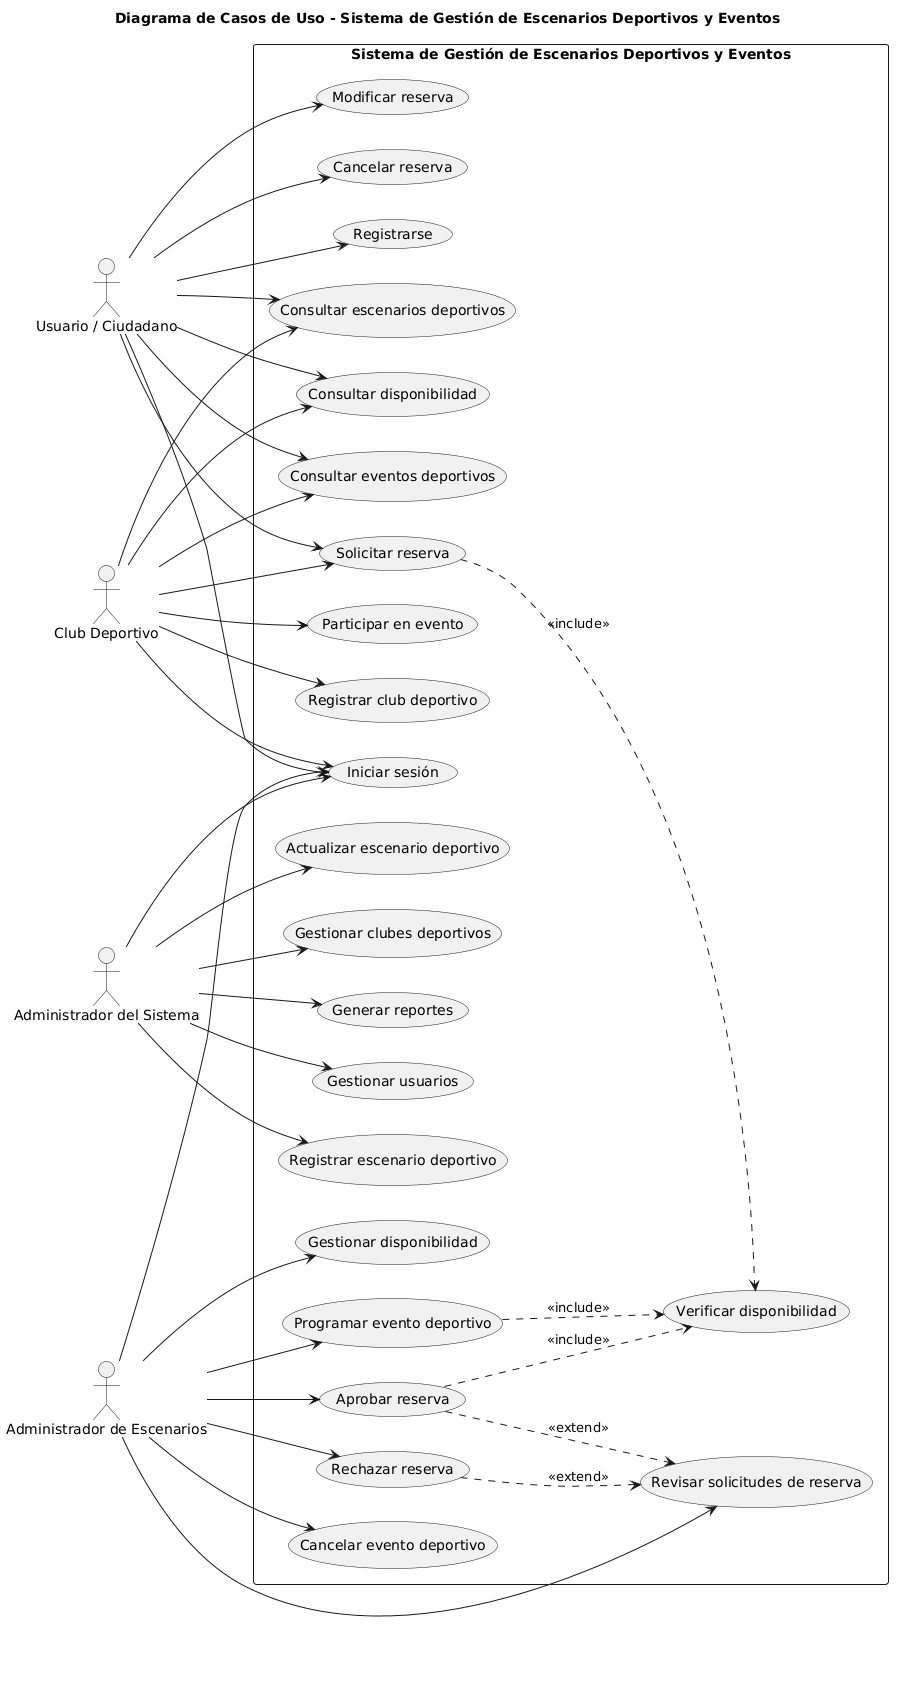 Diagrama de Casos de Uso - Sistema de Gestión de Escenarios Deportivos y Eventos
Sistema de Gestión de Escenarios Deportivos y Eventos
Modificar reserva
Cancelar reserva
Registrarse
Consultar escenarios deportivos
Usuario / Ciudadano
Consultar disponibilidad
Consultar eventos deportivos
Solicitar reserva
Participar en evento
«include»
Club Deportivo
Registrar club deportivo
Iniciar sesión
Actualizar escenario deportivo
Gestionar clubes deportivos
Generar reportes
Administrador del Sistema
Gestionar usuarios
Registrar escenario deportivo
Gestionar disponibilidad
«include»
Verificar disponibilidad
Programar evento deportivo
«include»
Aprobar reserva
«extend»
Administrador de Escenarios
Rechazar reserva
«extend»
Revisar solicitudes de reserva
Cancelar evento deportivo